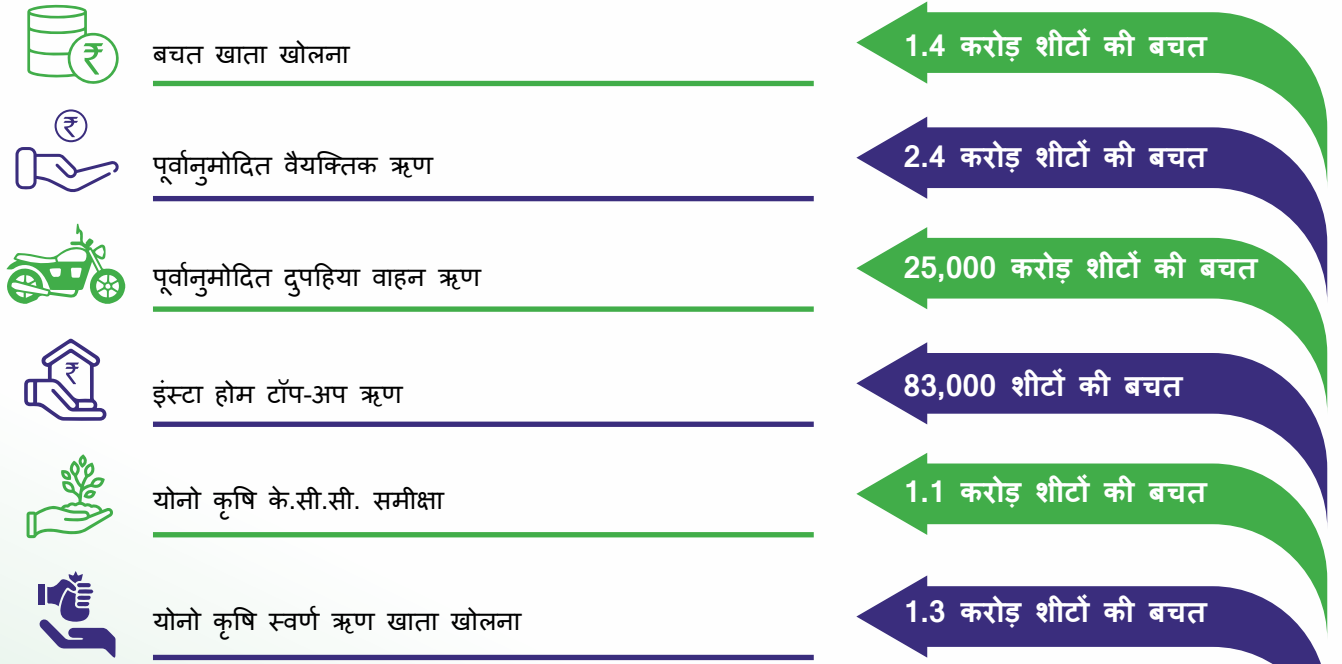 ₹
बचत खाता खोलना
1.4 करोड़ शीटों की बचत
₹
पूर्वानुमोदित वैयक्तिक ऋण
2.4 करोड़ शीटों की बचत
पूर्वानुमोदित दुपहिया वाहन ऋण
25,000 करोड़ शीटों की बचत
₹
इंस्टा होम टॉप-अप ऋण
83,000 शीटों की बचत
योनो कृषि के.सी.सी. समीक्षा
1.1 करोड़ शीटों की बचत
योनो कृषि स्वर्ण ऋण खाता खोलना
1.3 करोड़ शीटों की बचत